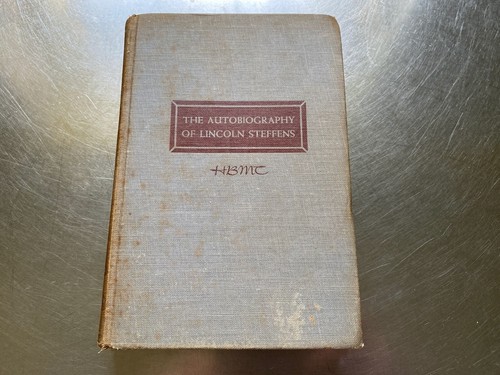 THE AUTOBIOGRAPHY
OF LINCOLN STEFFENS
HBMC